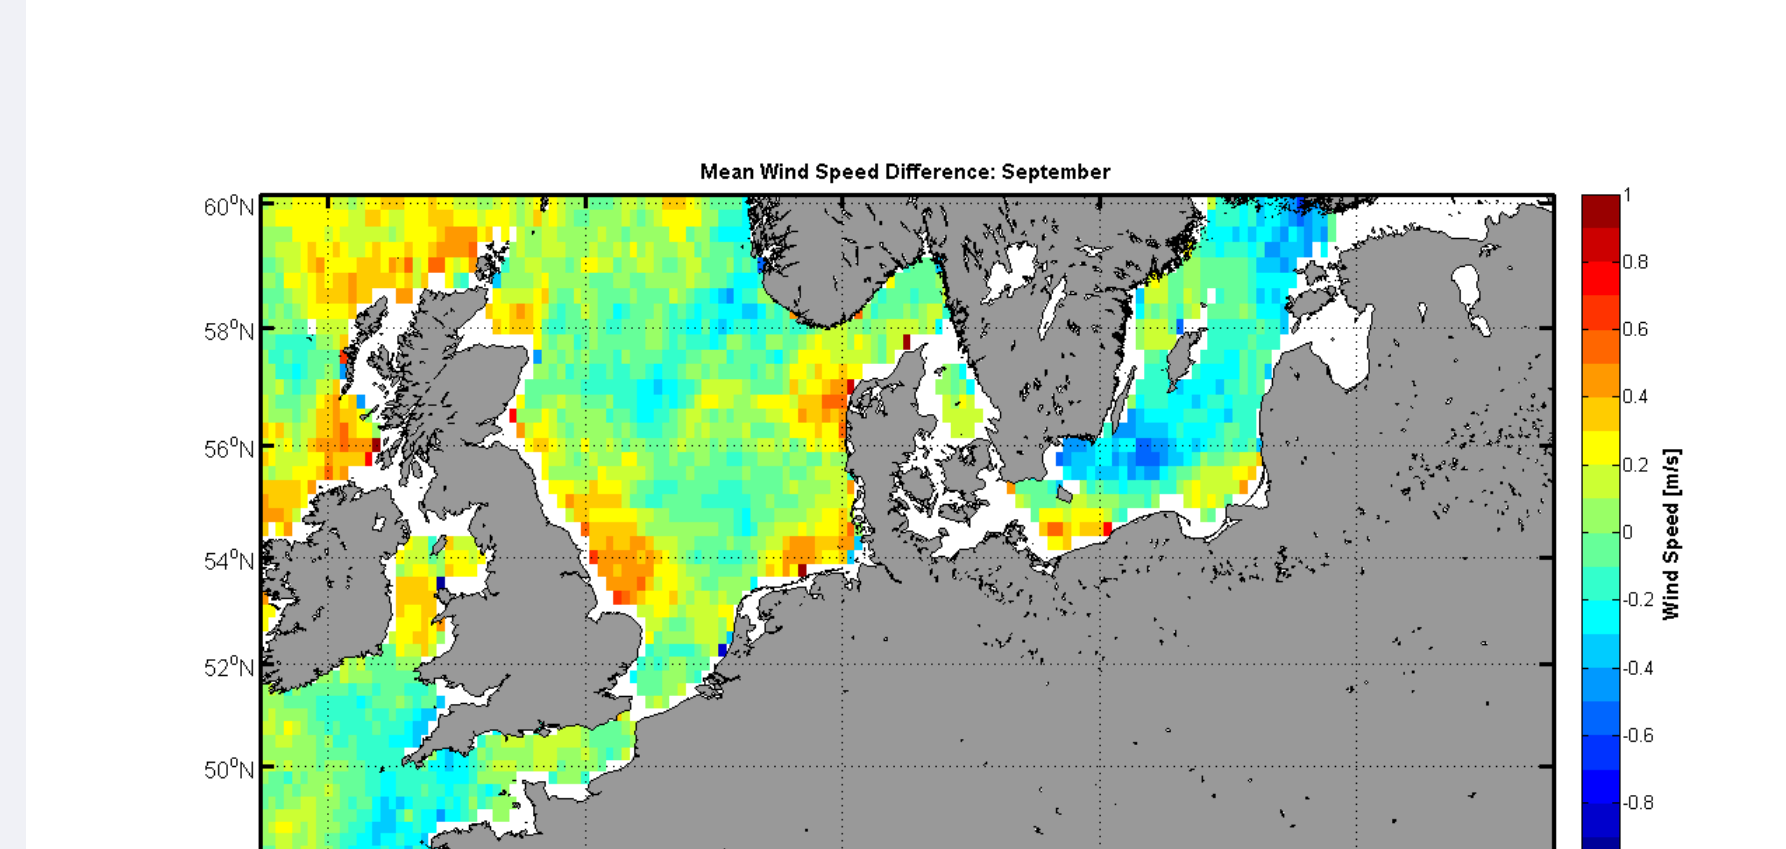 Mean Wind Speed Difference: September
60°N
58°N
56°N
54°N
52°N
50°N
1
0.8
0.6
0.4
0.2
0
-0.2
-0.4
-0.6
-0.8
Wind Speed [m/s]